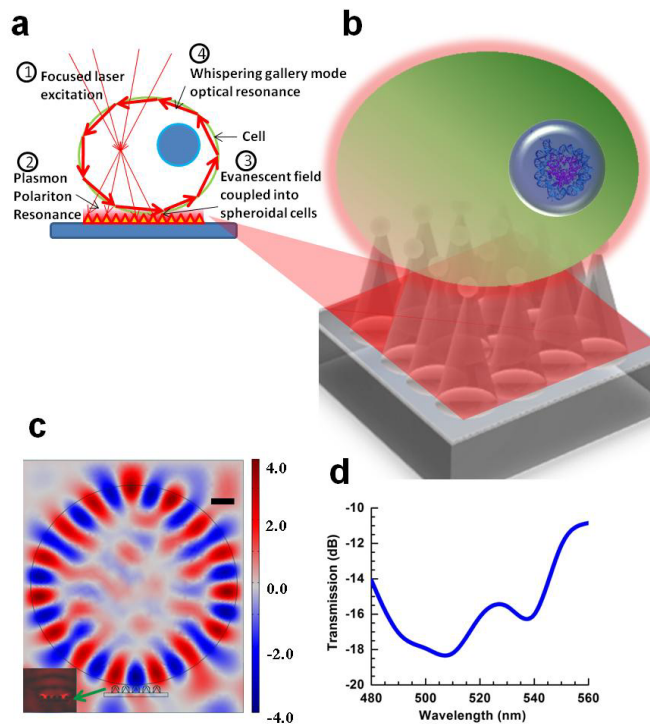 a
1
Focused laser
excitation
4
Whispering gallery mode
optical resonance
Cell
2
Plasmon
Polariton
Resonance
3
Evanescent field
coupled into
spheroidal cells
b
c
4.0
2.0
0.0
-2.0
-4.0
d
Transmission (dB)
-10
-12
-14
-16
-18
-20
480
500
520
540
560
Wavelength (nm)